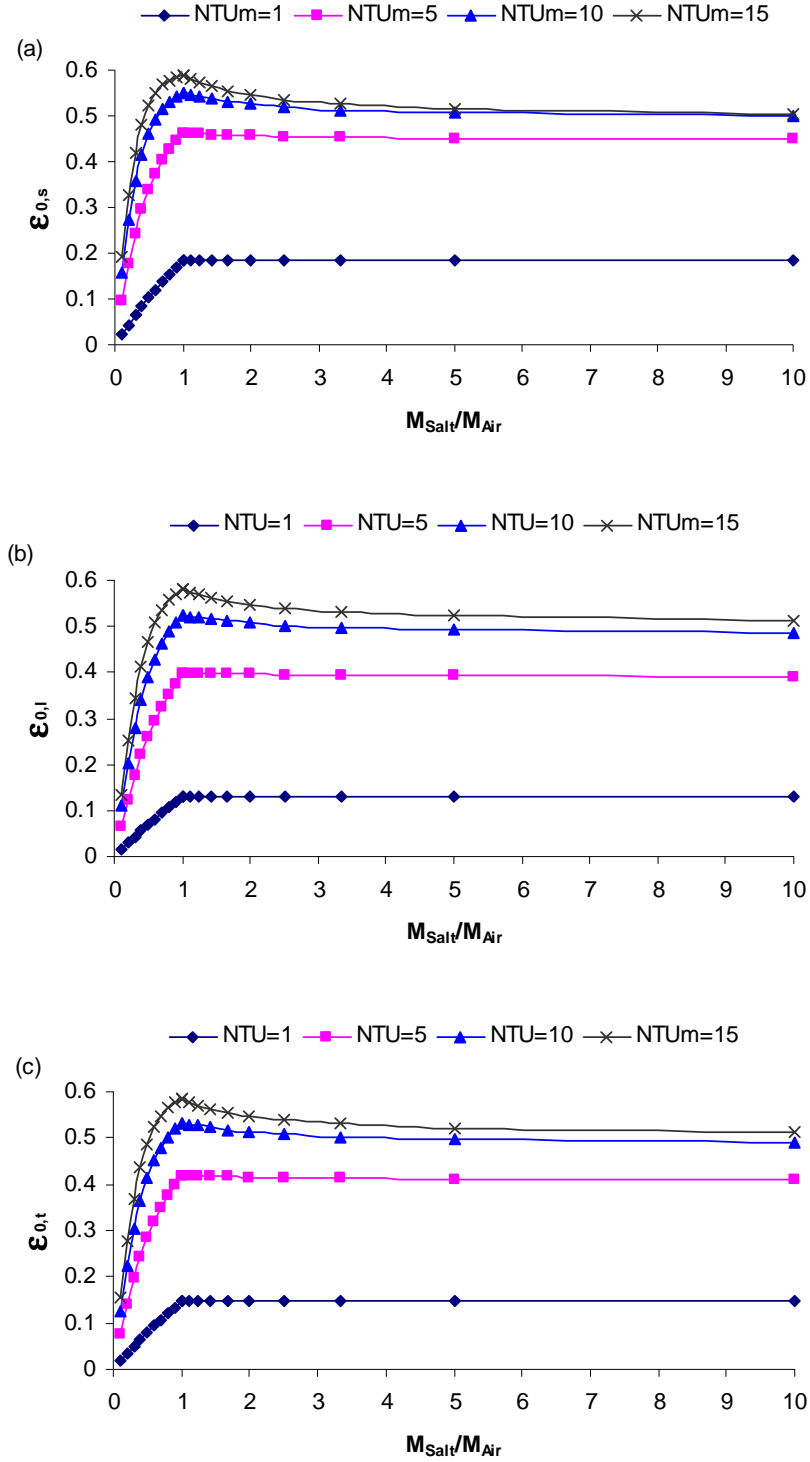 NTUm=1 NTUm=5 NTUm=10 NTUm=15
(a)
0.6
0.5
0.4
0.3
0.2
0.1
0
ε0,s
0 1 2 3 4 5 6 7 8 9 10
MSalt/MAir
NTU=1 NTU=5 NTU=10 NTUm=15
(b)
0.6
0.5
0.4
0.3
0.2
0.1
0
ε0,l
0 1 2 3 4 5 6 7 8 9 10
MSalt/MAir
NTU=1 NTU=5 NTU=10 NTUm=15
(c)
0.6
0.5
0.4
0.3
0.2
0.1
0
ε0,t
0 1 2 3 4 5 6 7 8 9 10
MSalt/MAir